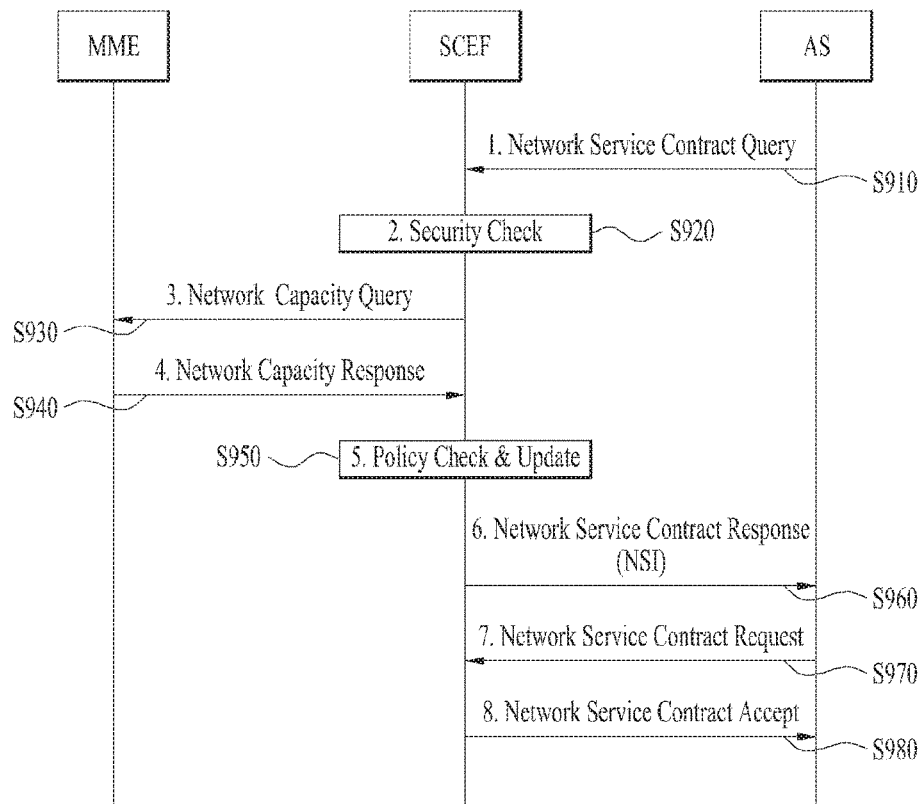 MME
SCEF
AS
1. Network Service Contract Query
S910
2. Security Check
S920
3. Network Capacity Query
S930
4. Network Capacity Response
S940
S950
5. Policy Check & Update
6. Network Service Contract Response
(NSI)
S960
7. Network Service Contract Request
S970
8. Network Service Contract Accept
S980